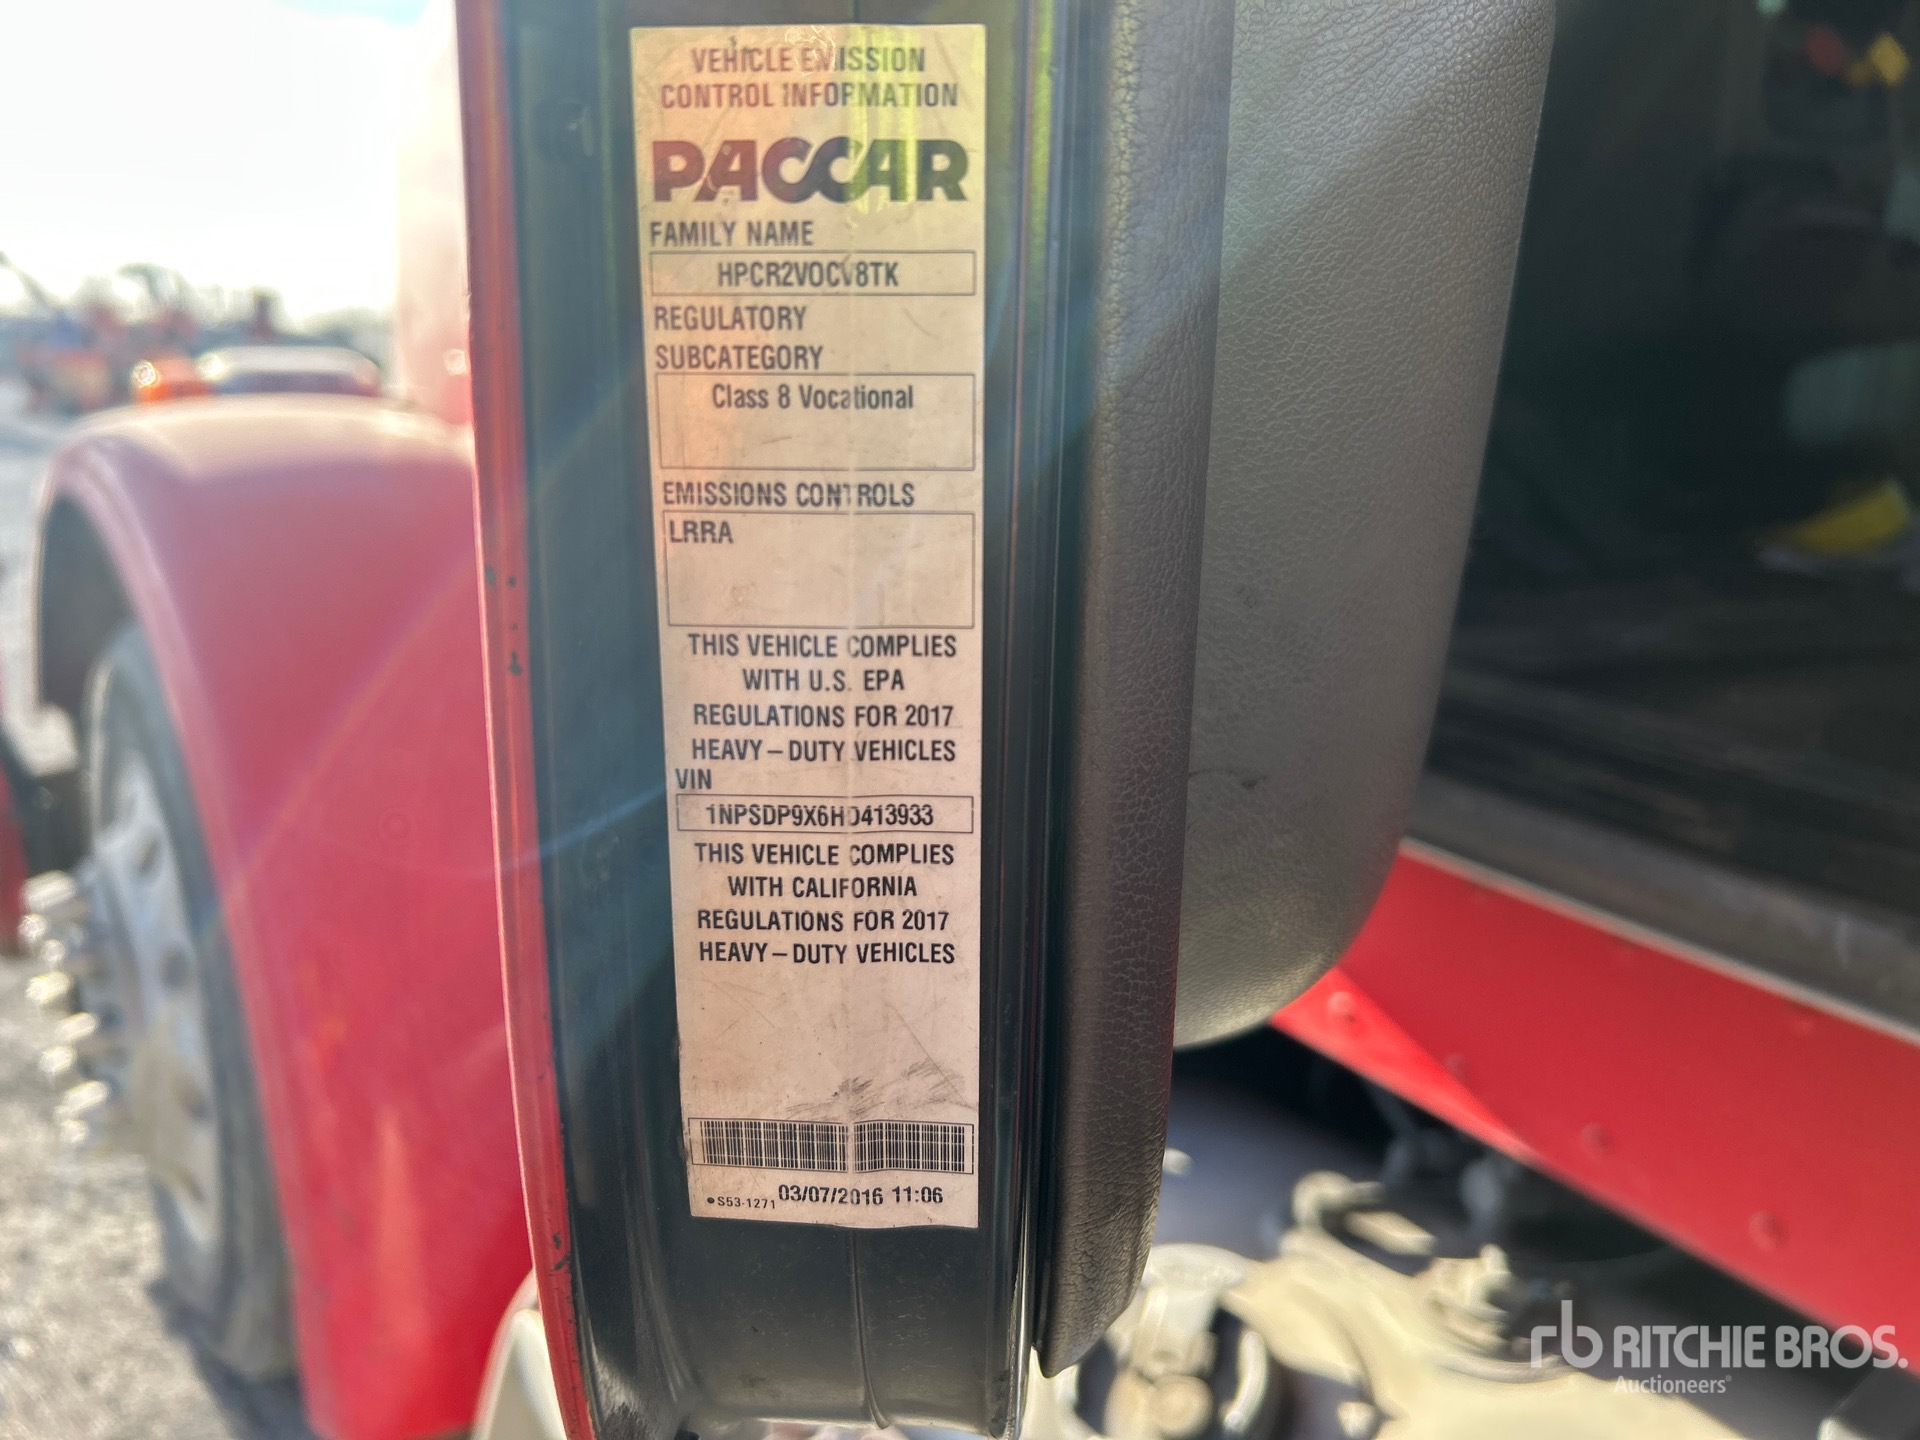 VEHICLE EMISSION
CONTROL INFORMATION
PACCAR
FAMILY NAME
HPCR2VOCV8TK
REGULATORY
SUBCATEGORY
Class 8 Vocational
EMISSIONS CONTROLS
LRRA
THIS VEHICLE COMPLIES
WITH U.S. EPA
REGULATIONS FOR 2017
HEAVY–DUTY VEHICLES
VIN
1NPSDP9X6HD413933
THIS VEHICLE COMPLIES
WITH CALIFORNIA
REGULATIONS FOR 2017
HEAVY–DUTY VEHICLES
•S53-1271 03/07/2016 11:06
rb RITCHIE BROS.
Auctioneers®